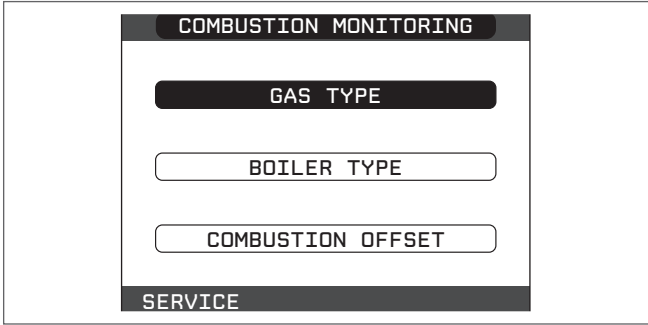 COMBUSTION MONITORING
GAS TYPE
BOILER TYPE
COMBUSTION OFFSET
SERVICE